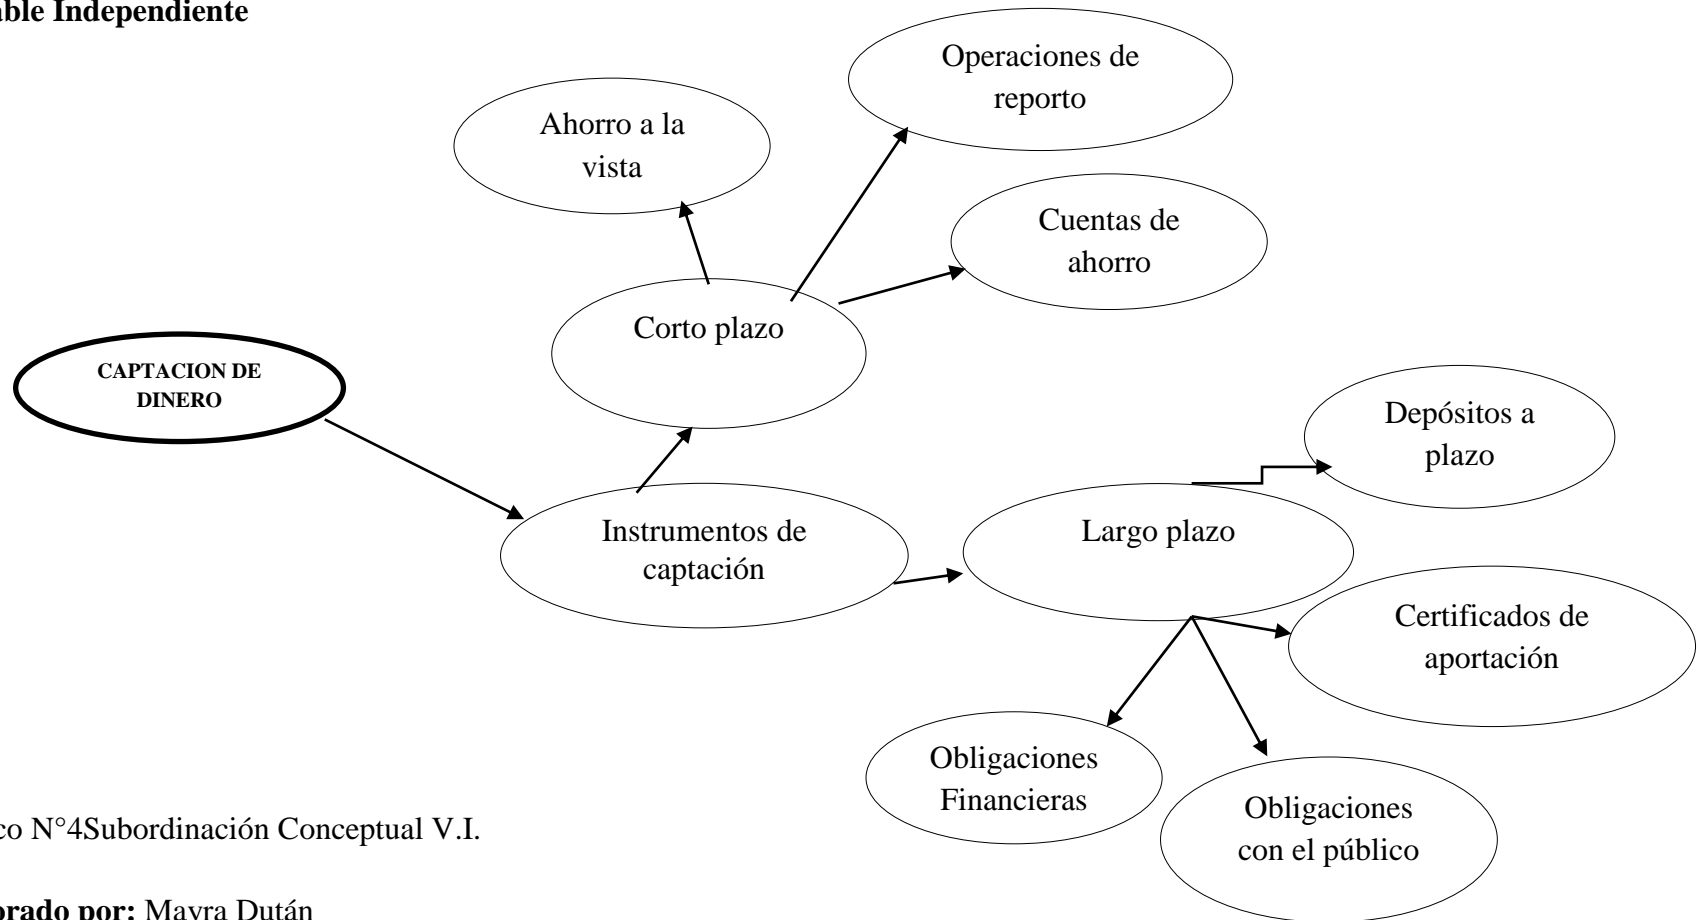 able Independiente
Operaciones de
reporto
Ahorro a la
vista
Cuentas de
ahorro
Corto plazo
CAPTACION DE
DINERO
Depósitos a
plazo
Instrumentos de
captación
Largo plazo
Certificados de
aportación
Obligaciones
Financieras
Obligaciones
con el público
co N°4Subordinación Conceptual V.I.
orado por: Mayra Dután